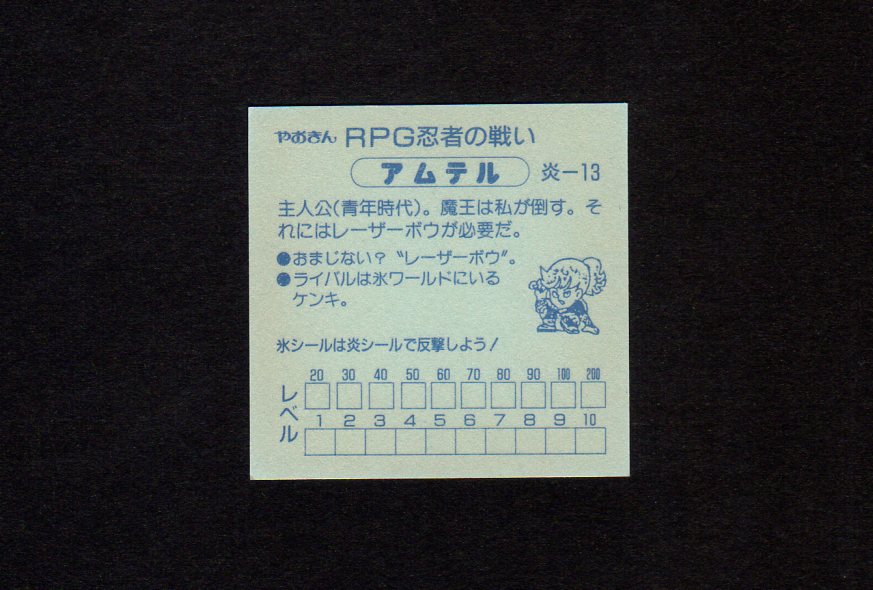 やおきん RPG忍者の戦い
アムテル 炎−13
主人公(青年時代)。魔王は私が倒す。そ
れにはレーザーボウが必要だ。
●おまじない?〝レーザーボウ〟。
●ライバルは氷ワールドにいる
ケンキ。
氷シールは炎シールで反撃しよう!
20 30 40 50 60 70 80 90 100 200
レベル
1 2 3 4 5 6 7 8 9 10